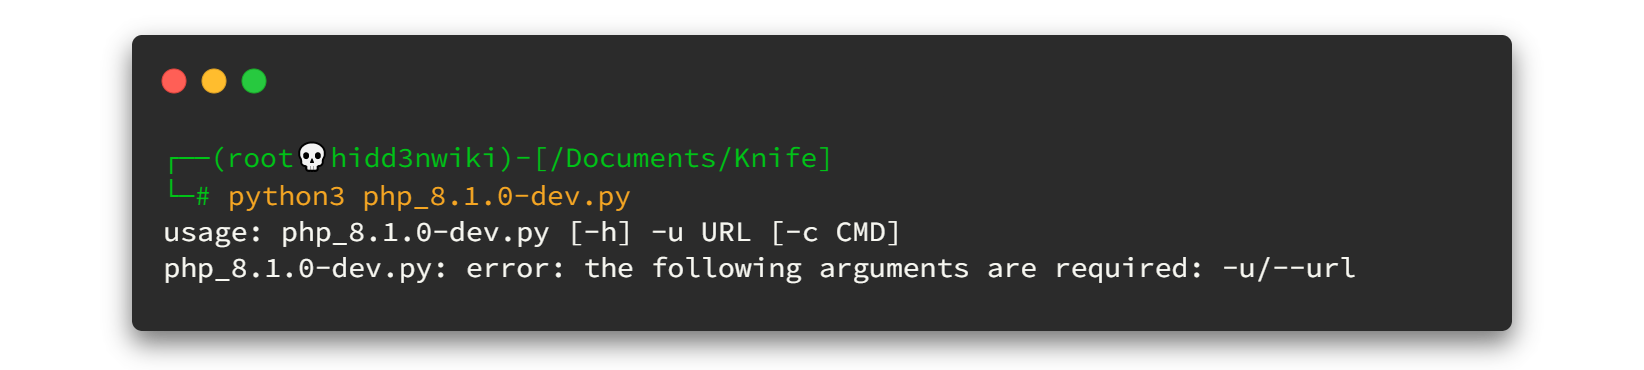 ┌──(root💀hidd3nwiki)-[/Documents/Knife]
└─# python3 php_8.1.0-dev.py
usage: php_8.1.0-dev.py [-h] -u URL [-c CMD]
php_8.1.0-dev.py: error: the following arguments are required: -u/--url